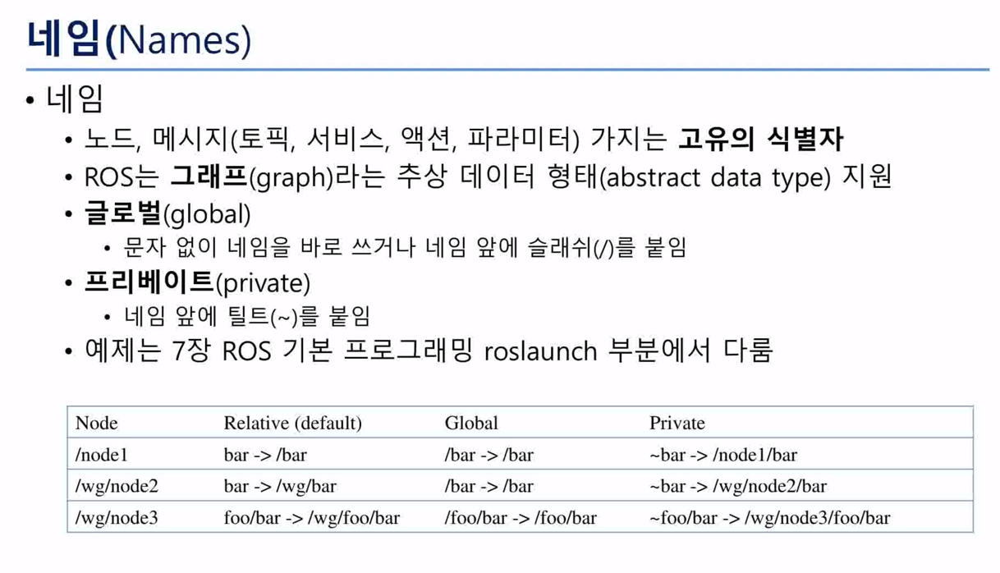 네임(Names)
• 네임
• 노드, 메시지(토픽, 서비스, 액션, 파라미터) 가지는 고유의 식별자
• ROS는 그래프(graph)라는 추상 데이터 형태(abstract data type) 지원
• 글로벌(global)
• 문자 없이 네임을 바로 쓰거나 네임 앞에 슬래쉬(/)를 붙임
• 프리베이트(private)
• 네임 앞에 틸트(~)를 붙임
• 예제는 7장 ROS 기본 프로그래밍 roslaunch 부분에서 다룸
Node Relative (default) Global Private
/node1 bar -> /bar /bar -> /bar ~bar -> /node1/bar
/wg/node2 bar -> /wg/bar /bar -> /bar ~bar -> /wg/node2/bar
/wg/node3 foo/bar -> /wg/foo/bar /foo/bar -> /foo/bar ~foo/bar -> /wg/node3/foo/bar